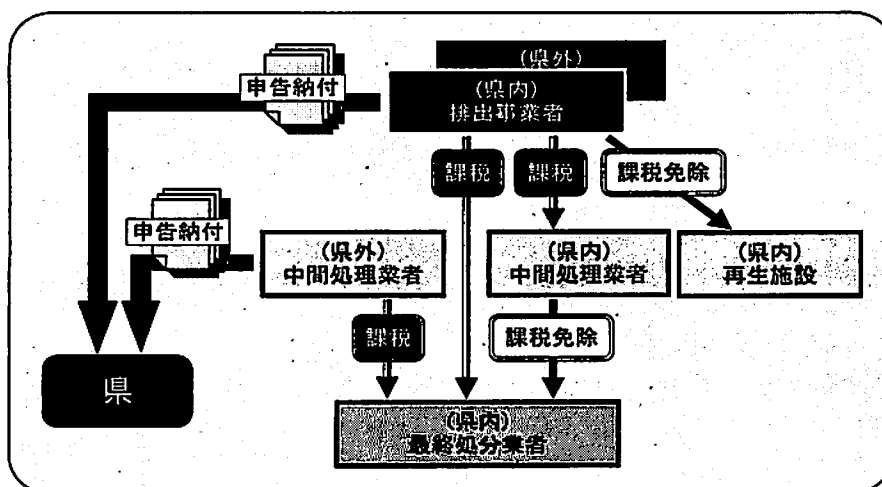 (県外)
(県内)
排出事業者
申告納付
課税
課税
課税免除
申告納付
(県外)
中間処理業者
(県内)
中間処理業者
(県内)
再生施設
課税
課税免除
県
(県内)
最終処分業者